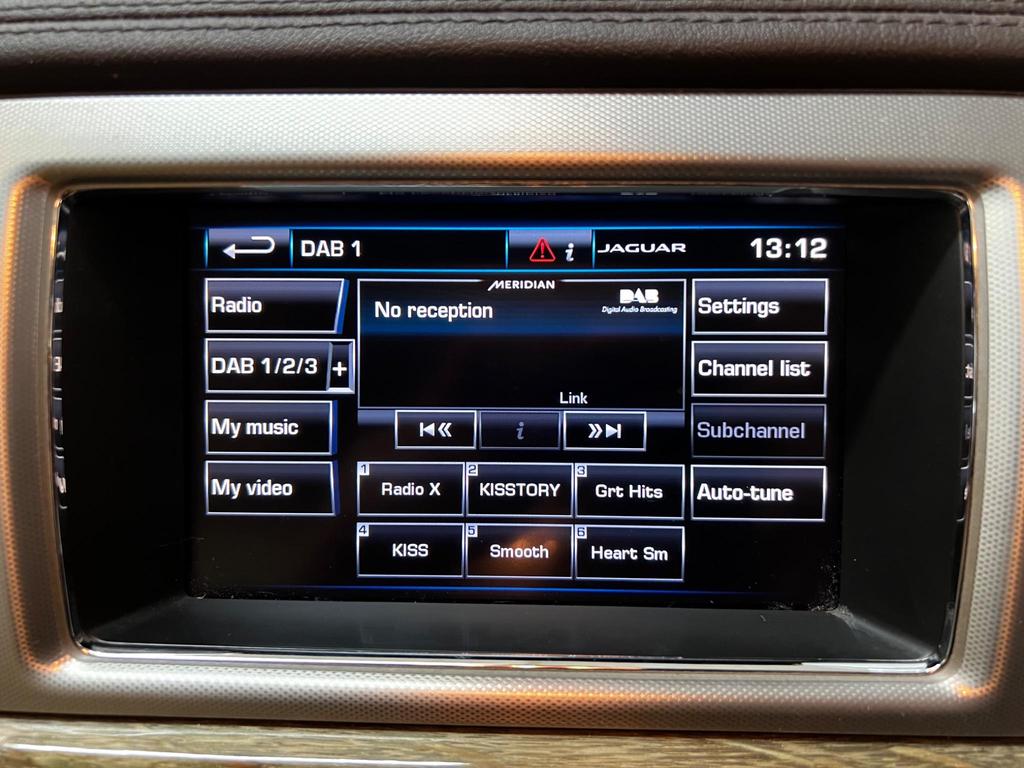 DAB 1
i
JAGUAR
13:12
Radio
DAB 1/2/3 +
My music
My video
MERIDIAN
No reception
DAB
Digital Audio Broadcasting
Link
i
1 Radio X
2 KISSTORY
3 Grt Hits
4 KISS
5 Smooth
6 Heart Sm
Settings
Channel list
Subchannel
Auto-tune